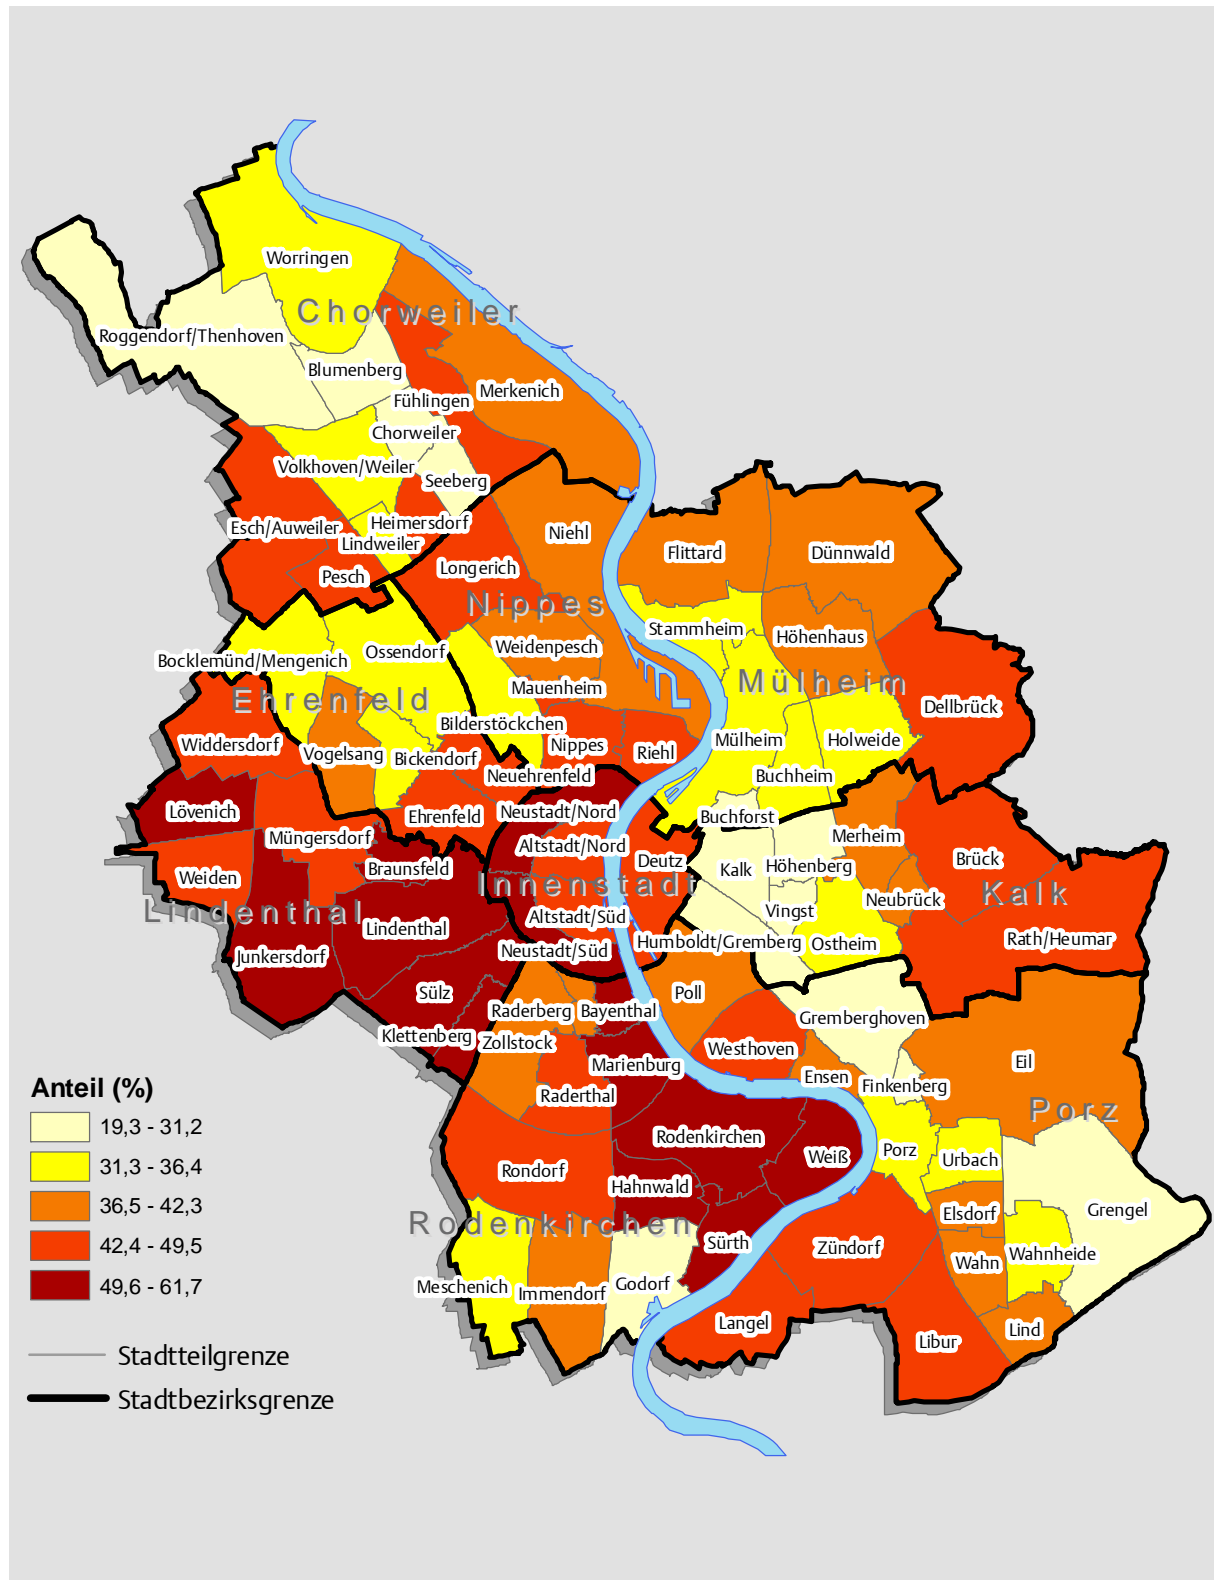 Worringen
Chorweiler
Roggendorf/Thenhoven
Blumenberg
Merkenich
Fühlingen
Chorweiler
Volkhoven/Weiler
Seeberg
Heimersdorf
Esch/Auweiler
Lindweiler
Pesch
Niehl
Longerich
Nippes
Flittard
Dünnwald
Stammheim
Höhenhaus
Weidenpesch
Ossendorf
Bocklemünd/Mengenich
Mauenheim
Mülheim
Ehrenfeld
Dellbrück
Bilderstöckchen
Widdersdorf
Vogelsang
Bickendorf
Nippes
Riehl
Mülheim
Holweide
Neuehrenfeld
Buchheim
Lövenich
Ehrenfeld
Neustadt/Nord
Buchforst
Müngersdorf
Altstadt/Nord
Merheim
Braunsfeld
Deutz
Kalk
Höhenberg
Brück
Weiden
Innenstadt
Kalk
Neubrück
Lindenthal
Vingst
Altstadt/Süd
Lindenthal
Humboldt/Gremberg
Ostheim
Rath/Heumar
Junkersdorf
Neustadt/Süd
Sülz
Poll
Raderberg
Bayenthal
Gremberghoven
Klettenberg
Zollstock
Westhoven
Marienburg
Eil
Ensen
Finkenberg
Raderthal
Porz
Rodenkirchen
Porz
Weiß
Urbach
Rondorf
Hahnwald
Elsdorf
Grengel
Rodenkirchen
Sürth
Zündorf
Wahnheide
Wahn
Meschenich
Immendorf
Godorf
Langel
Libur
Lind
Anteil (%)
19,3 - 31,2
31,3 - 36,4
36,5 - 42,3
42,4 - 49,5
49,6 - 61,7
Stadtteilgrenze
Stadtbezirksgrenze